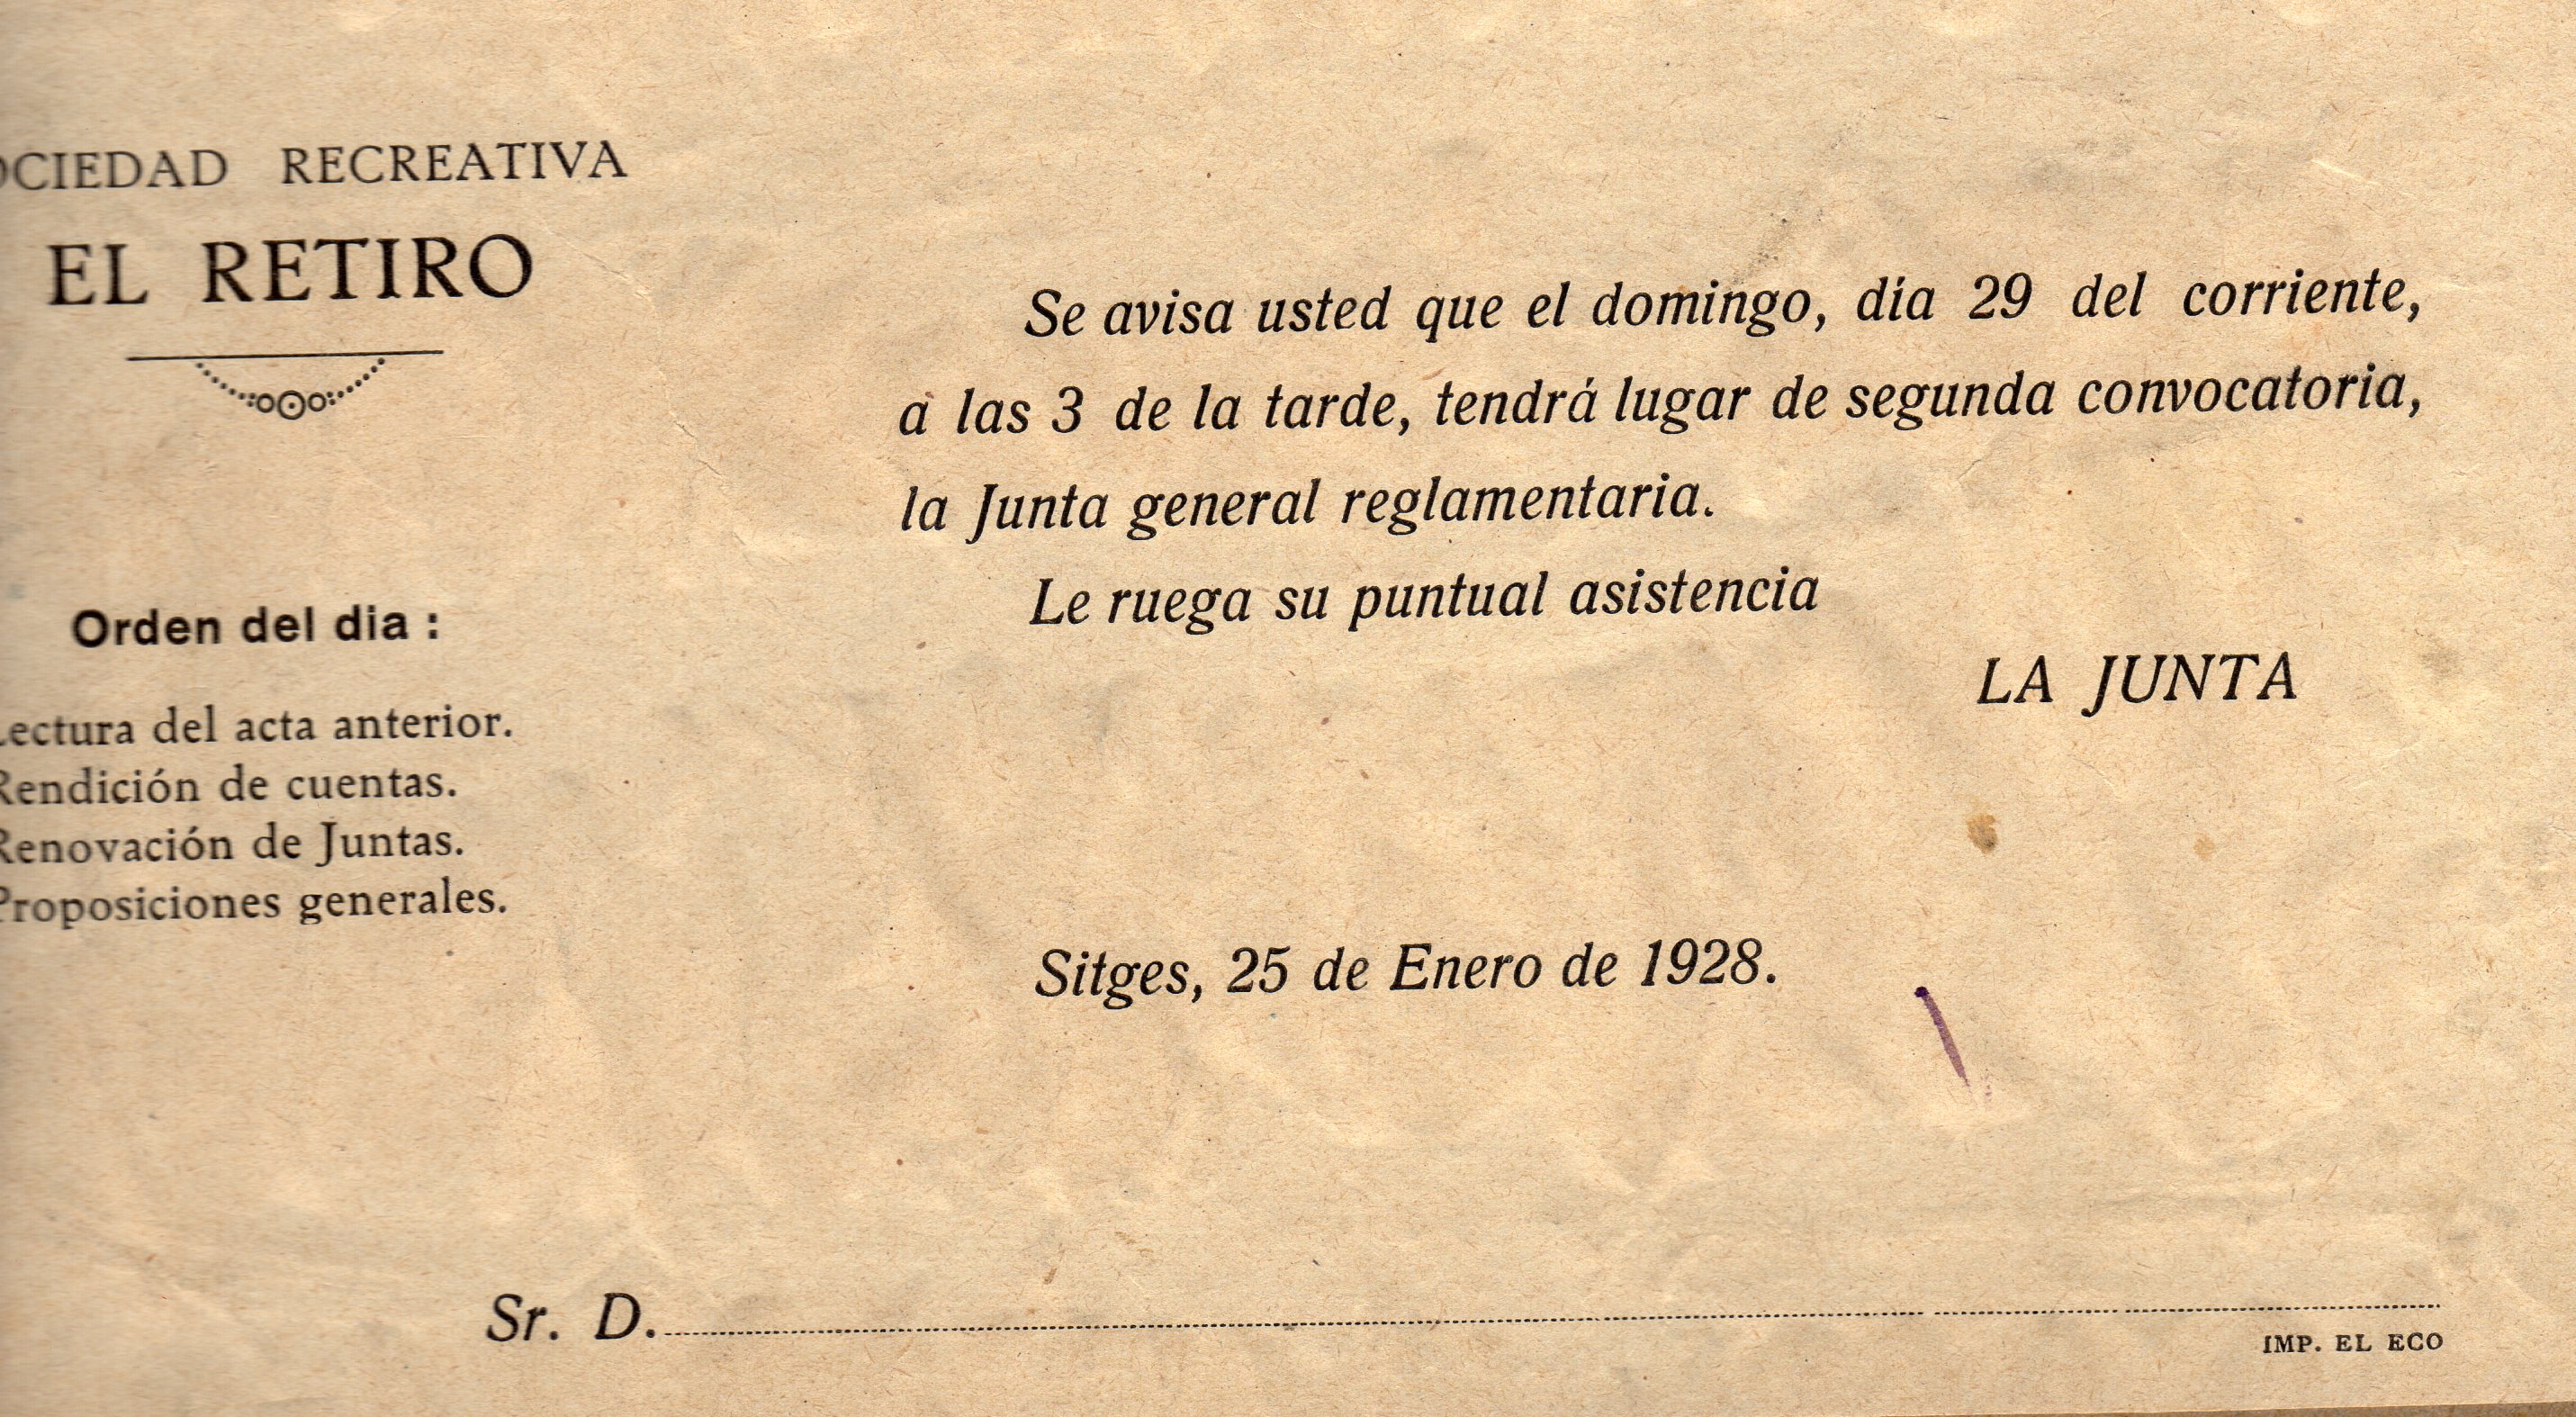 SOCIEDAD RECREATIVA
EL RETIRO
Orden del dia :
Lectura del acta anterior.
Rendición de cuentas.
Renovación de Juntas.
Proposiciones generales.
Se avisa usted que el domingo, día 29 del corriente,
a las 3 de la tarde, tendrá lugar de segunda convocatoria,
la Junta general reglamentaria.
Le ruega su puntual asistencia
LA JUNTA
Sitges, 25 de Enero de 1928.
Sr. D.
IMP. EL ECO